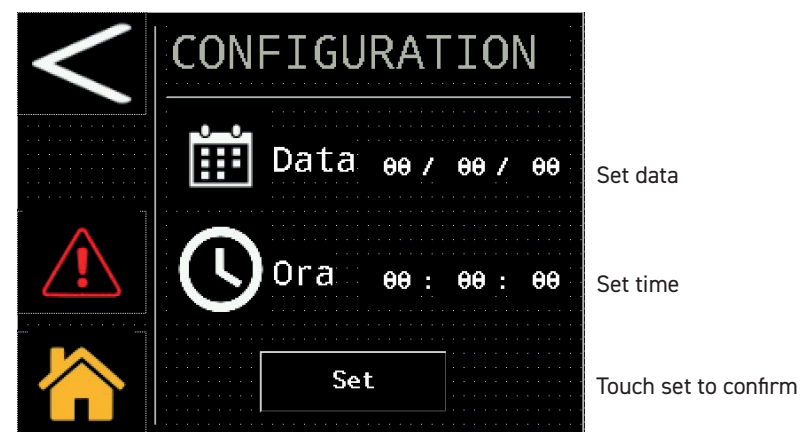 CONFIGURATION
Data 00 / 00 / 00
Set data
Ora 00 : 00 : 00
Set time
Set
Touch set to confirm